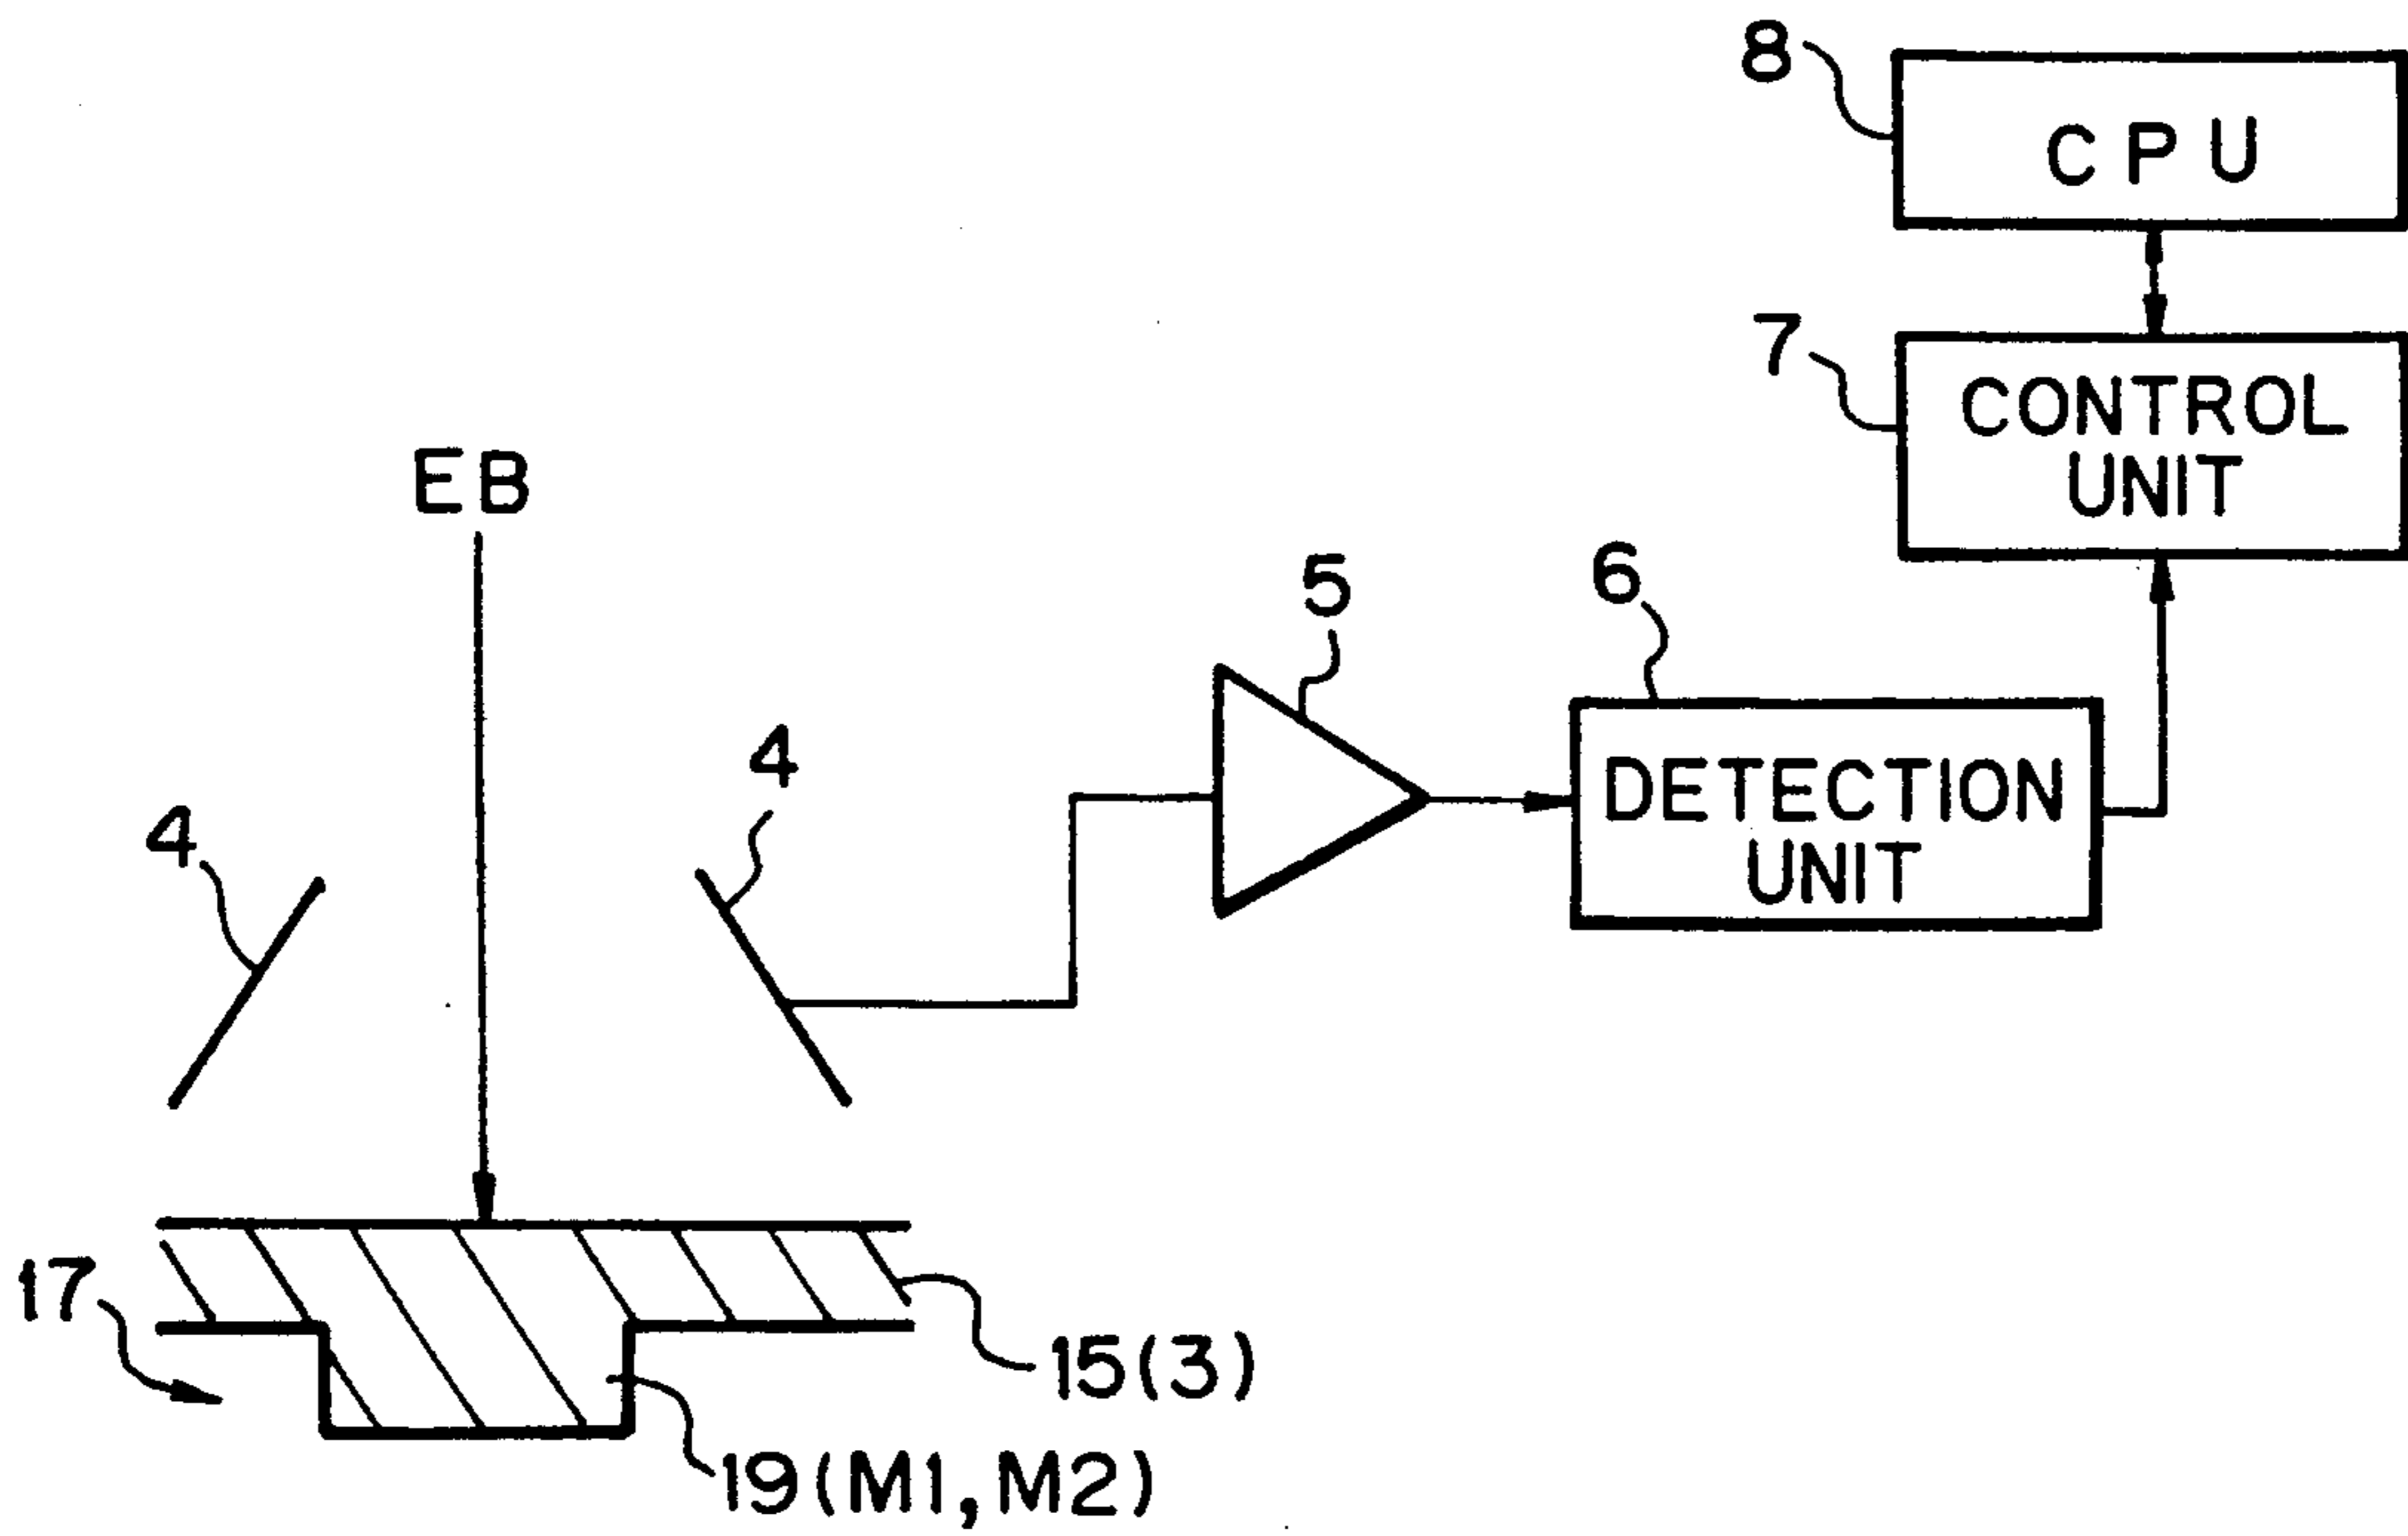 8
CPU
7
CONTROL
UNIT
EB
5
6
4
4
DETECTION
UNIT
17
15(3)
19(M1,M2)